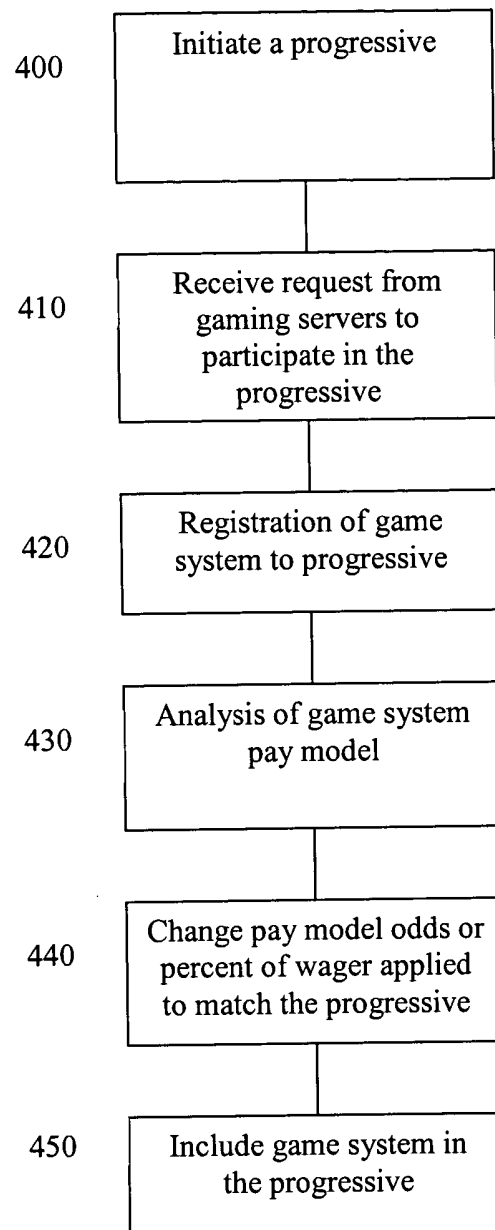 400
Initiate a progressive
410
Receive request from
gaming servers to
participate in the
progressive
420
Registration of game
system to progressive
430
Analysis of game system
pay model
440
Change pay model odds or
percent of wager applied
to match the progressive
450
Include game system in
the progressive